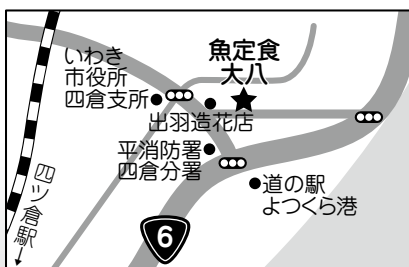 魚定食
大八
いわき
市役所
四倉支所
出羽造花店
平消防署
四倉分署
道の駅
よつくら港
四ツ倉駅
6